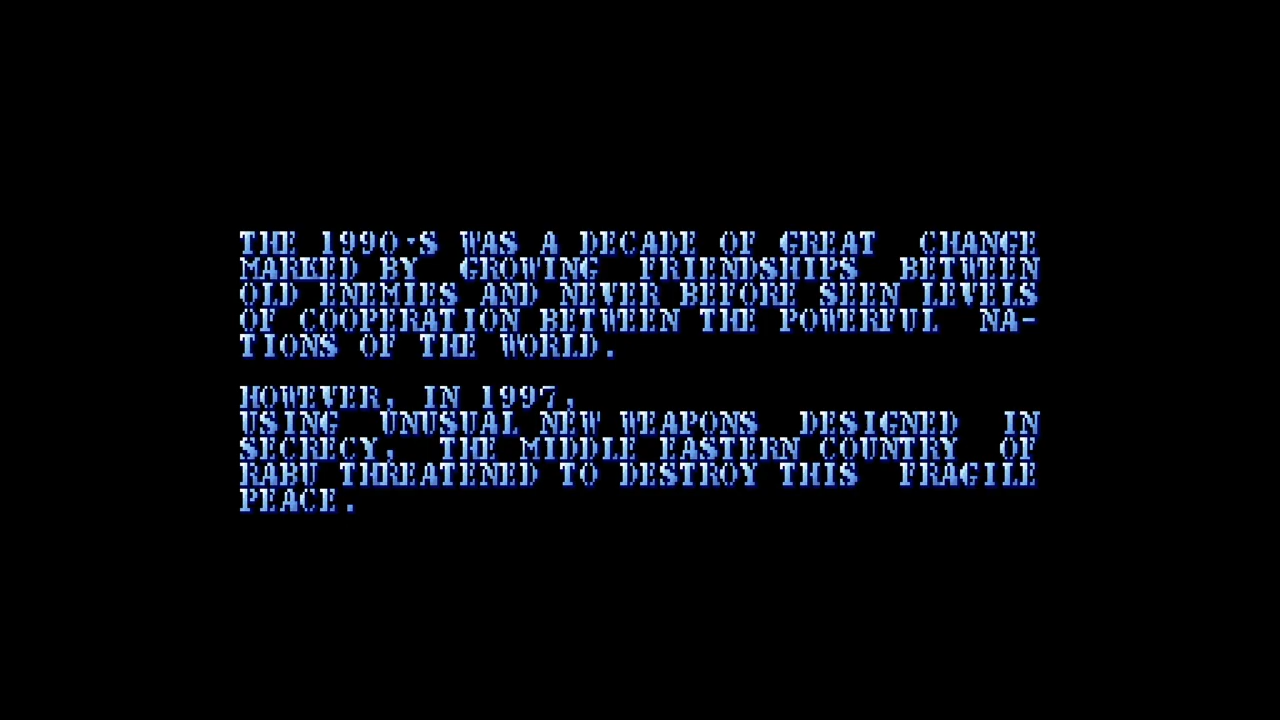 THE 1990'S WAS A DECADE OF GREAT CHANGE
MARKED BY GROWING FRIENDSHIPS BETWEEN
OLD ENEMIES AND NEVER BEFORE SEEN LEVELS
OF COOPERATION BETWEEN THE POWERFUL NA-
TIONS OF THE WORLD.
HOWEVER, IN 1997,
USING UNUSUAL NEW WEAPONS DESIGNED IN
SECRECY, THE MIDDLE EASTERN COUNTRY OF
RABU THREATENED TO DESTROY THIS FRAGILE
PEACE.